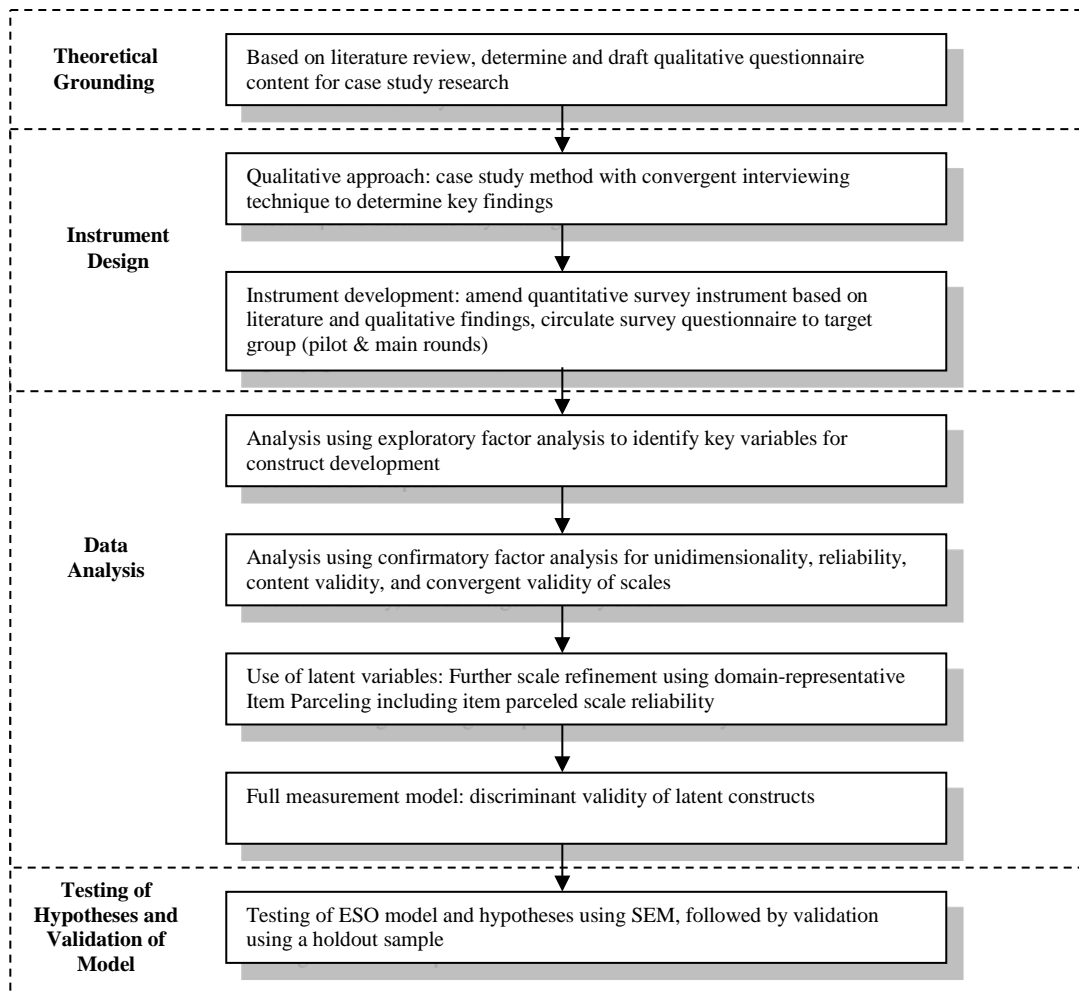 Theoretical
Grounding
Based on literature review, determine and draft qualitative questionnaire
content for case study research
Instrument
Design
Qualitative approach: case study method with convergent interviewing
technique to determine key findings
Instrument development: amend quantitative survey instrument based on
literature and qualitative findings, circulate survey questionnaire to target
group (pilot & main rounds)
Data
Analysis
Analysis using exploratory factor analysis to identify key variables for
construct development
Analysis using confirmatory factor analysis for unidimensionality, reliability,
content validity, and convergent validity of scales
Use of latent variables: Further scale refinement using domain-representative
Item Parceling including item parceled scale reliability
Full measurement model: discriminant validity of latent constructs
Testing of
Hypotheses and
Validation of
Model
Testing of ESO model and hypotheses using SEM, followed by validation
using a holdout sample